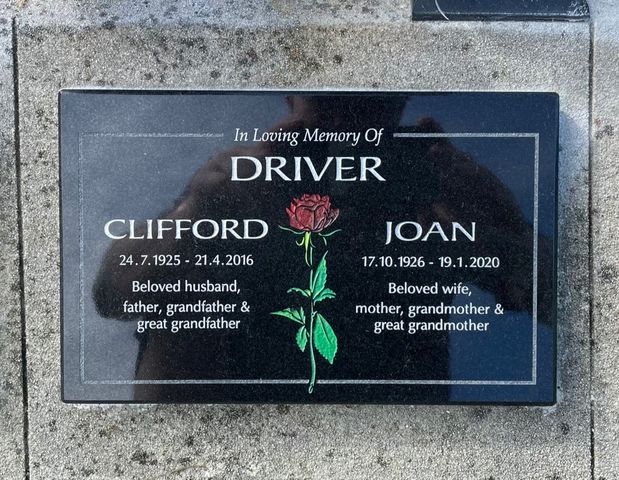 In Loving Memory Of
DRIVER
CLIFFORD
24.7.1925 - 21.4.2016
Beloved husband,
father, grandfather &
great grandfather
JOAN
17.10.1926 - 19.1.2020
Beloved wife,
mother, grandmother &
great grandmother